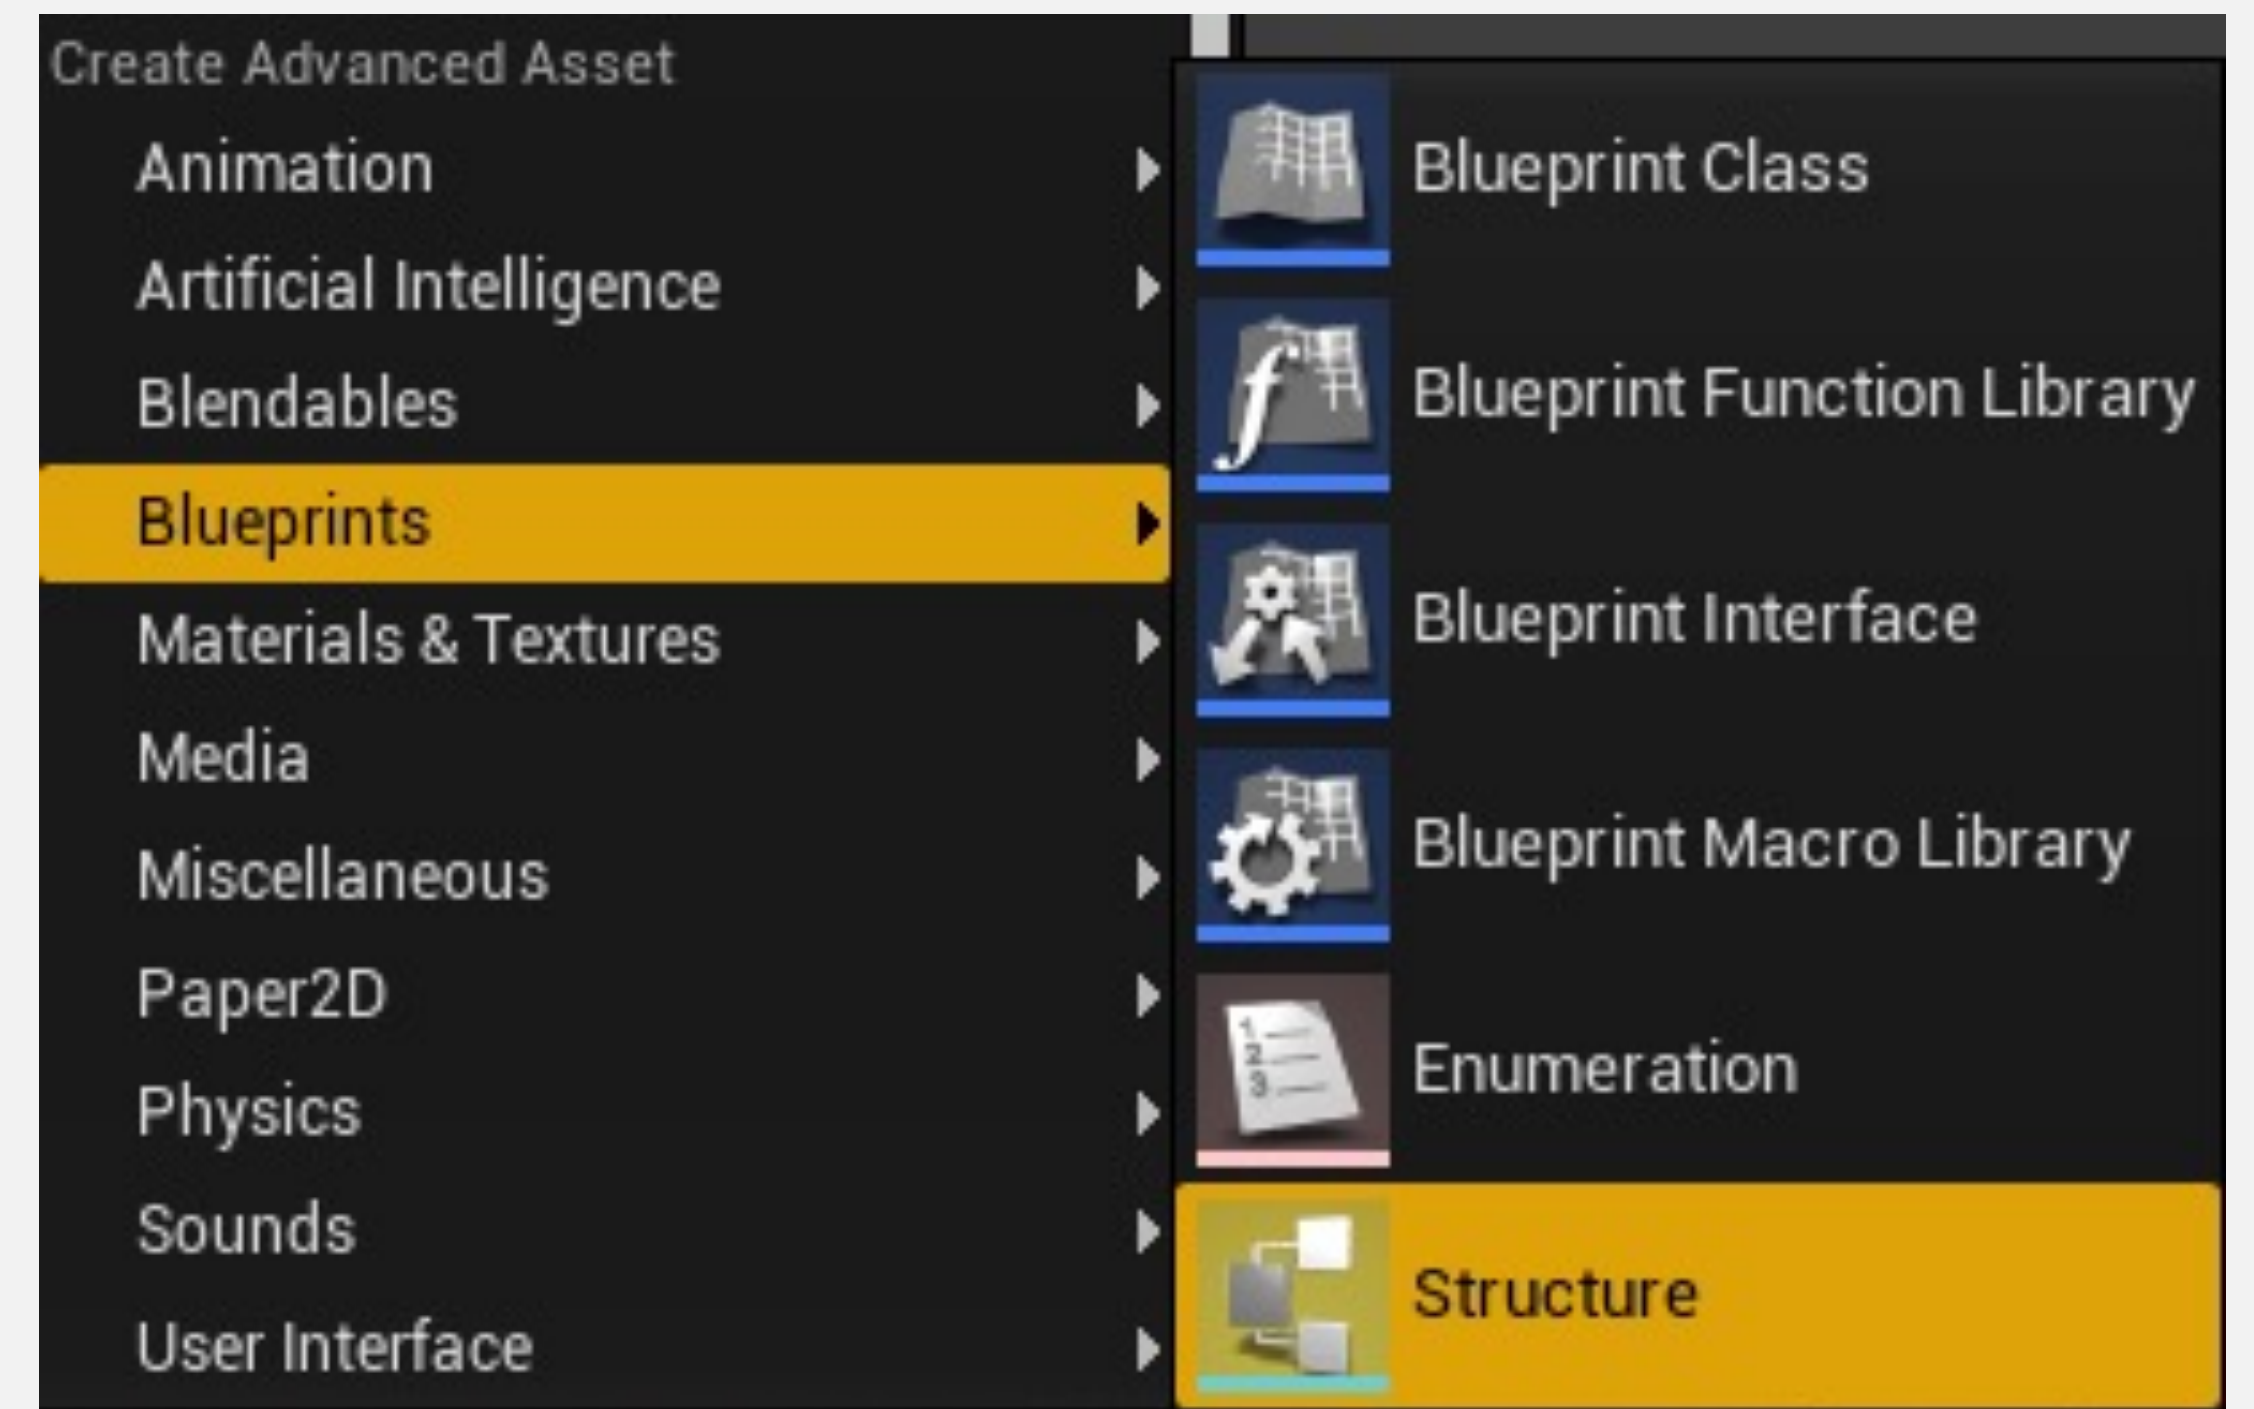 Create Advanced Asset
Animation
Artificial Intelligence
Blendables
Blueprints
Materials & Textures
Media
Miscellaneous
Paper2D
Physics
Sounds
User Interface
Blueprint Class
Blueprint Function Library
Blueprint Interface
Blueprint Macro Library
Enumeration
Structure